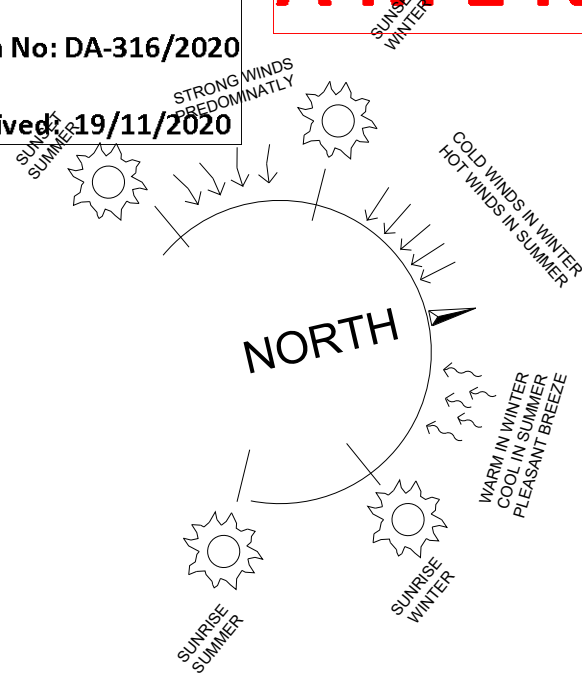 No: DA-316/2020
19/11/2020
SUNSET
WINTER
STRONG WINDS
PREDOMINATLY
SUNSET
SUMMER
COLD WINDS IN WINTER
HOT WINDS IN SUMMER
NORTH
WARM IN WINTER
COOL IN SUMMER
PLEASANT BREEZE
SUNRISE
WINTER
SUNRISE
SUMMER